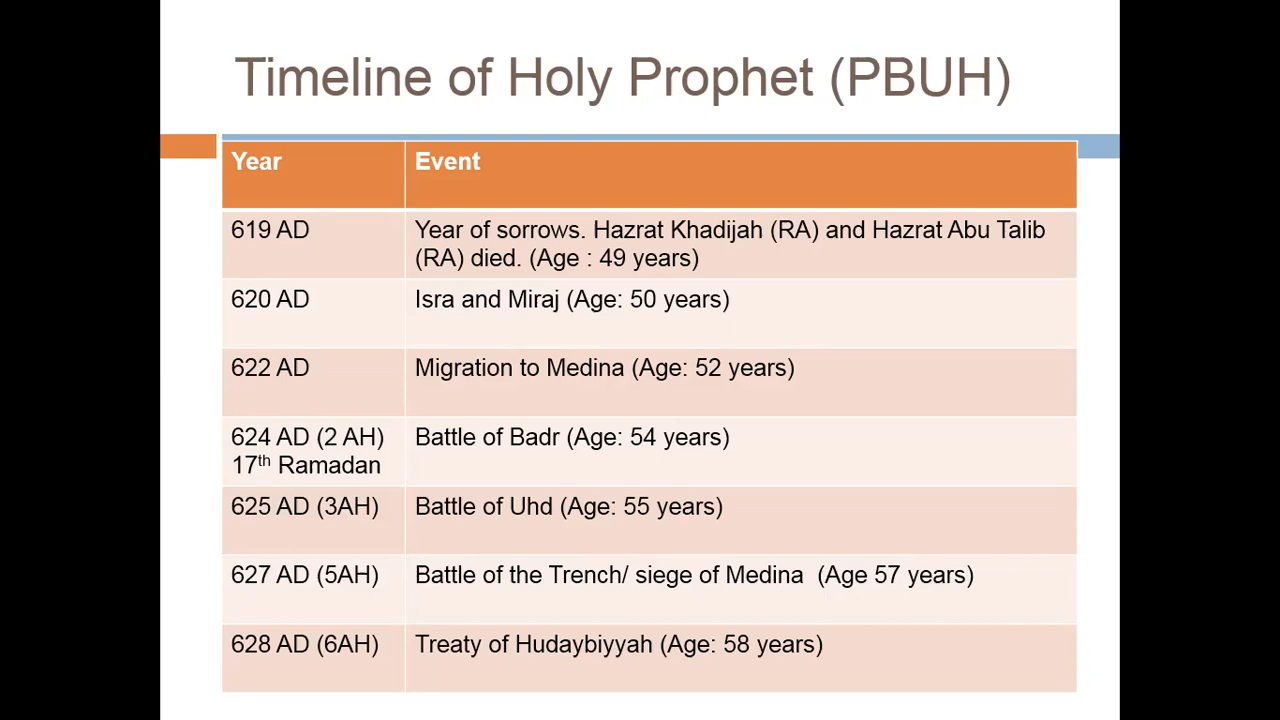 Timeline of Holy Prophet (PBUH)
Year Event
619 AD Year of sorrows. Hazrat Khadijah (RA) and Hazrat Abu Talib
(RA) died. (Age : 49 years)
620 AD Isra and Miraj (Age: 50 years)
622 AD Migration to Medina (Age: 52 years)
624 AD (2 AH) Battle of Badr (Age: 54 years)
17th Ramadan
625 AD (3AH) Battle of Uhd (Age: 55 years)
627 AD (5AH) Battle of the Trench/ siege of Medina (Age 57 years)
628 AD (6AH) Treaty of Hudaybiyyah (Age: 58 years)